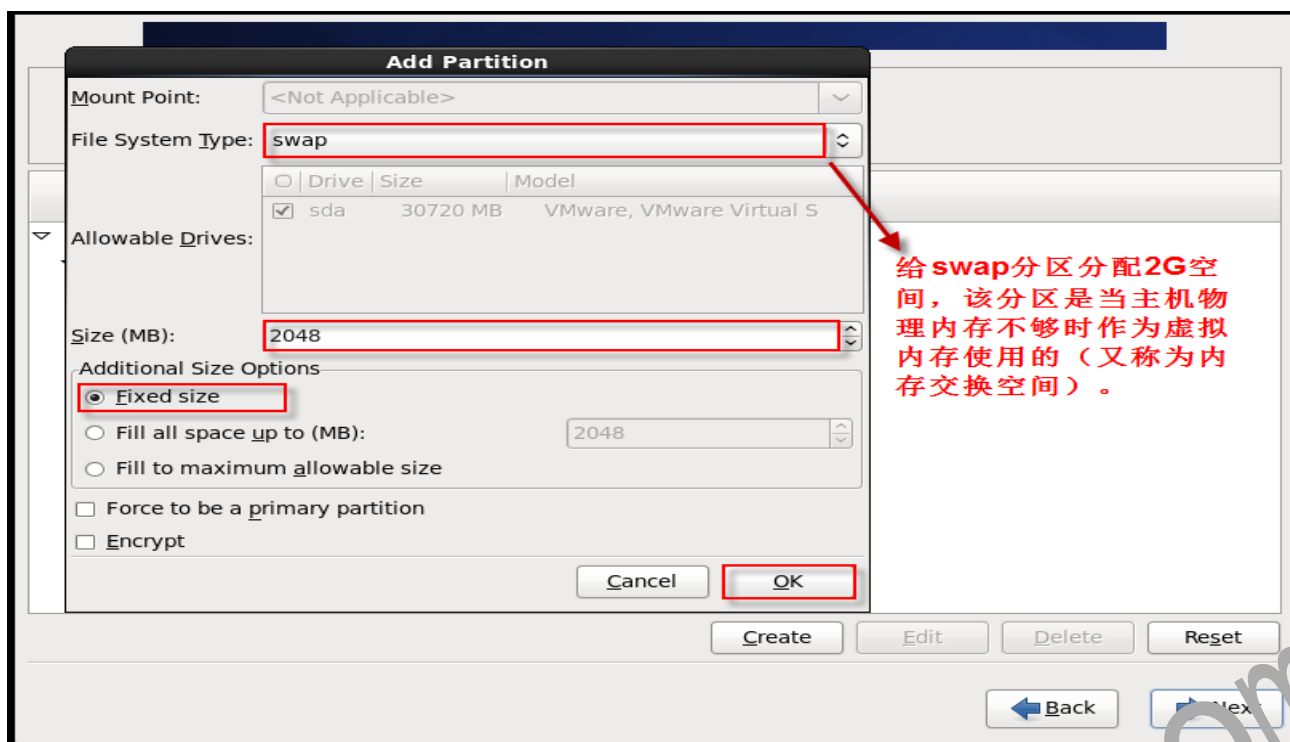 Add Partition
Mount Point: <Not Applicable>
File System Type: swap
Drive Size Model
sda 30720 MB VMware, VMware Virtual S
Allowable Drives:
给swap分区分配2G空
间，该分区是当主机物
理内存不够时作为虚拟
内存使用的（又称为内
存交换空间）。
Size (MB): 2048
Additional Size Options
Fixed size
Fill all space up to (MB): 2048
Fill to maximum allowable size
Force to be a primary partition
Encrypt
Cancel OK
Create Edit Delete Reset
Back
om